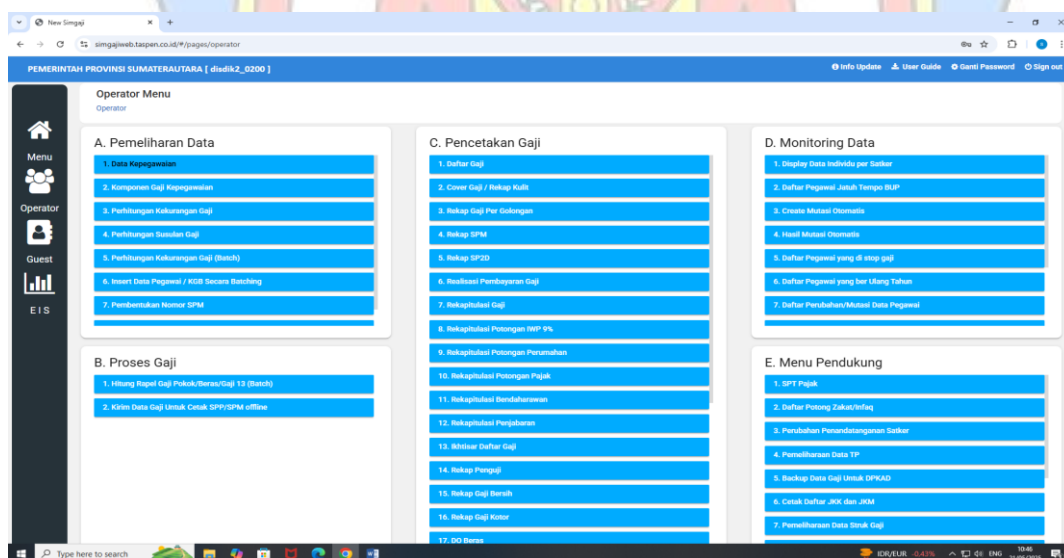 New Simgaji
simgajiweb.taspen.co.id/#/pages/operator
PEMERINTAH PROVINSI SUMATERAUTARA [ disdik2_0200 ]
Info Update
User Guide
Ganti Password
Sign out
Operator Menu
Operator
Menu
Operator
Guest
EIS
A. Pemeliharan Data
1. Data Kepegawaian
2. Komponen Gaji Kepegawaian
3. Perhitungan Kekurangan Gaji
4. Perhitungan Susulan Gaji
5. Perhitungan Kekurangan Gaji (Batch)
6. Insert Data Pegawai / KGB Secara Batching
7. Pembentukan Nomor SPM
B. Proses Gaji
1. Hitung Rapel Gaji Pokok/Beras/Gaji 13 (Batch)
2. Kirim Data Gaji Untuk Cetak SPP/SPM offline
C. Pencetakan Gaji
1. Daftar Gaji
2. Cover Gaji / Rekap Kulit
3. Rekap Gaji Per Golongan
4. Rekap SPM
5. Rekap SP2D
6. Realisasi Pembayaran Gaji
7. Rekapitulasi Gaji
8. Rekapitulasi Potongan IWP 9%
9. Rekapitulasi Potongan Perumahan
10. Rekapitulasi Potongan Pajak
11. Rekapitulasi Bendaharawan
12. Rekapitulasi Penjabaran
13. Ikhtisar Daftar Gaji
14. Rekap Penguji
15. Rekap Gaji Bersih
16. Rekap Gaji Kotor
17. DO Beras
D. Monitoring Data
1. Display Data Individu per Satker
2. Daftar Pegawai Jatuh Tempo BUP
3. Create Mutasi Otomatis
4. Hasil Mutasi Otomatis
5. Daftar Pegawai yang di stop gaji
6. Daftar Pegawai yang ber Ulang Tahun
7. Daftar Perubahan/Mutasi Data Pegawai
E. Menu Pendukung
1. SPT Pajak
2. Daftar Potong Zakat/Infaq
3. Perubahan Penandatanganan Satker
4. Pemeliharaan Data TP
5. Backup Data Gaji Untuk DPKAD
6. Cetak Daftar JKK dan JKM
7. Pemeliharaan Data Struk Gaji
Type here to search
IDR/EUR -0.43%
ENG
10:46